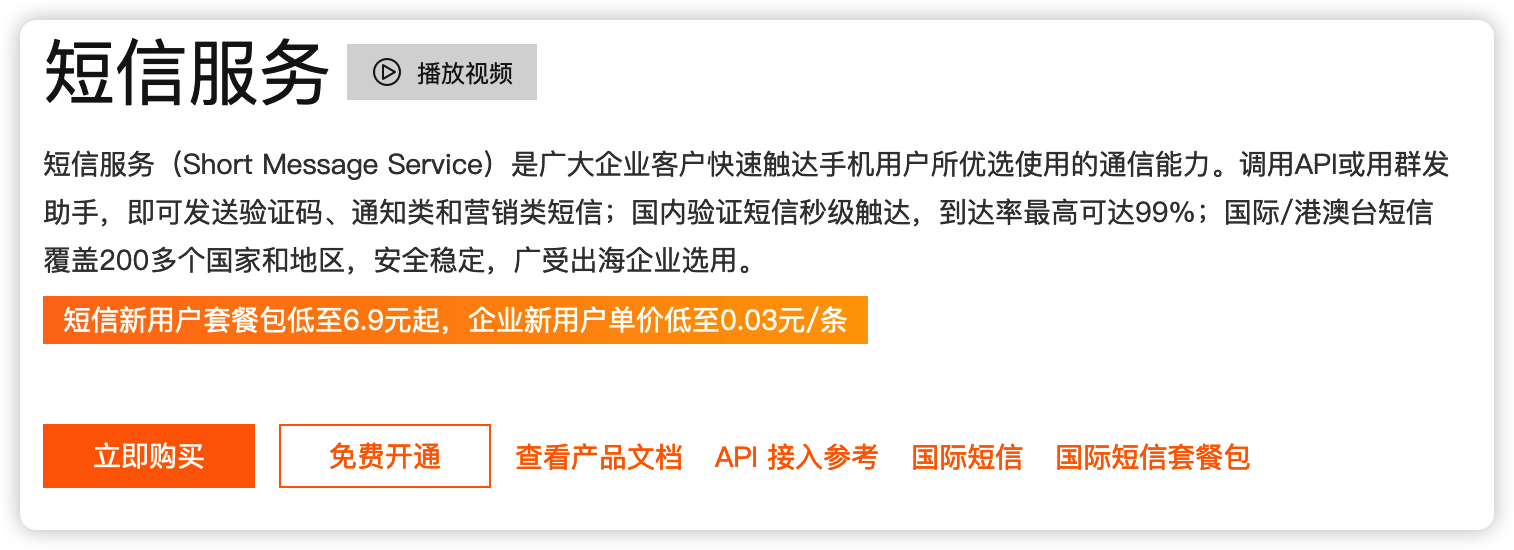 短信服务
播放视频
短信服务（Short Message Service）是广大企业客户快速触达手机用户所优选使用的通信能力。调用API或用群发
助手，即可发送验证码、通知类和营销类短信；国内验证短信秒级触达，到达率最高可达99%；国际/港澳台短信
覆盖200多个国家和地区，安全稳定，广受出海企业选用。
短信新用户套餐包低至6.9元起，企业新用户单价低至0.03元/条
立即购买 免费开通 查看产品文档 API 接入参考 国际短信 国际短信套餐包